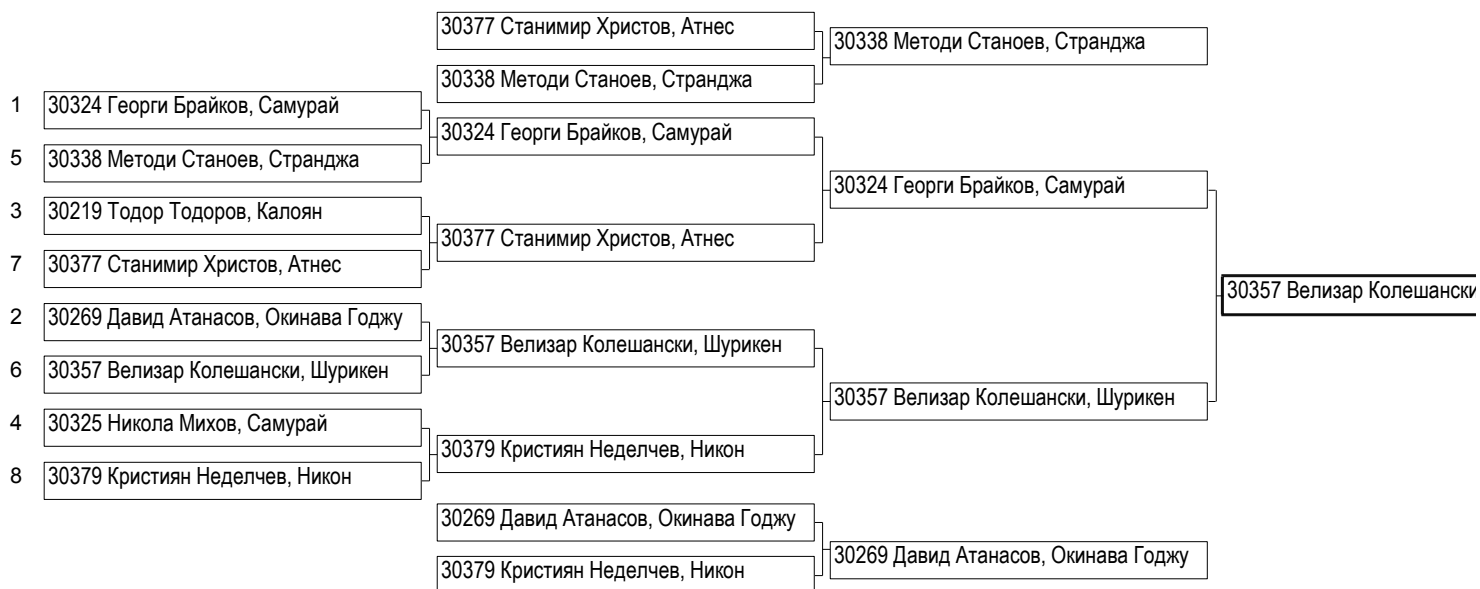 30377 Станимир Христов, Атнес
30338 Методи Станоев, Странджа
30338 Методи Станоев, Странджа
1 30324 Георги Брайков, Самурай
30324 Георги Брайков, Самурай
5 30338 Методи Станоев, Странджа
30324 Георги Брайков, Самурай
3 30219 Тодор Тодоров, Калоян
30377 Станимир Христов, Атнес
7 30377 Станимир Христов, Атнес
30357 Велизар Колешански
2 30269 Давид Атанасов, Окинава Годжу
30357 Велизар Колешански, Шурикен
6 30357 Велизар Колешански, Шурикен
30357 Велизар Колешански, Шурикен
4 30325 Никола Михов, Самурай
30379 Кристиян Неделчев, Никон
8 30379 Кристиян Неделчев, Никон
30269 Давид Атанасов, Окинава Годжу
30269 Давид Атанасов, Окинава Годжу
30379 Кристиян Неделчев, Никон